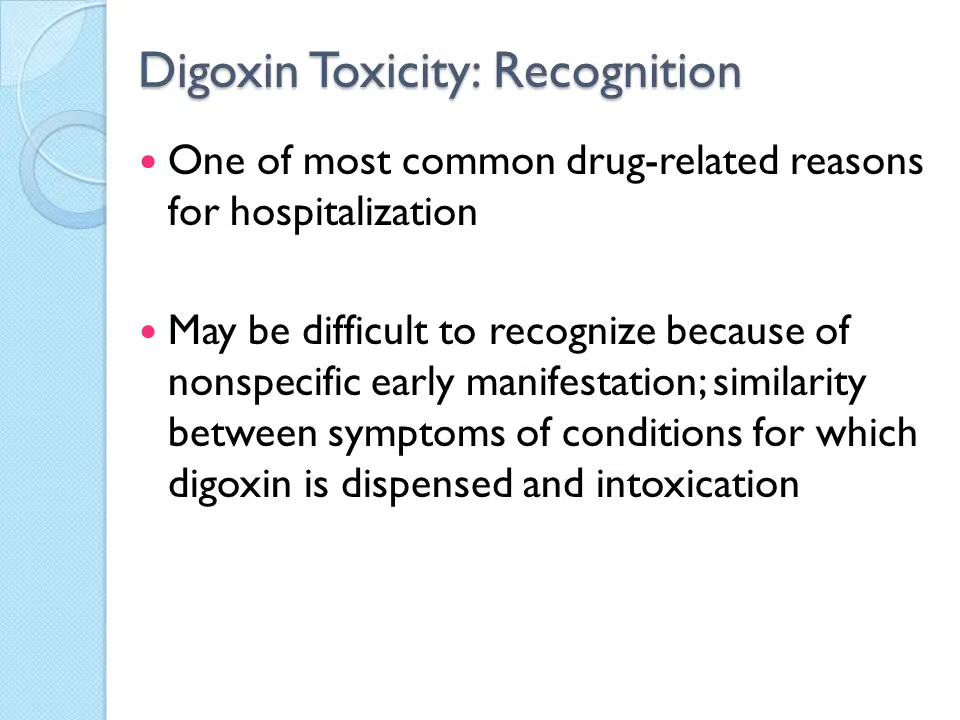 Digoxin Toxicity: Recognition
• One of most common drug-related reasons
for hospitalization
• May be difficult to recognize because of
nonspecific early manifestation; similarity
between symptoms of conditions for which
digoxin is dispensed and intoxication